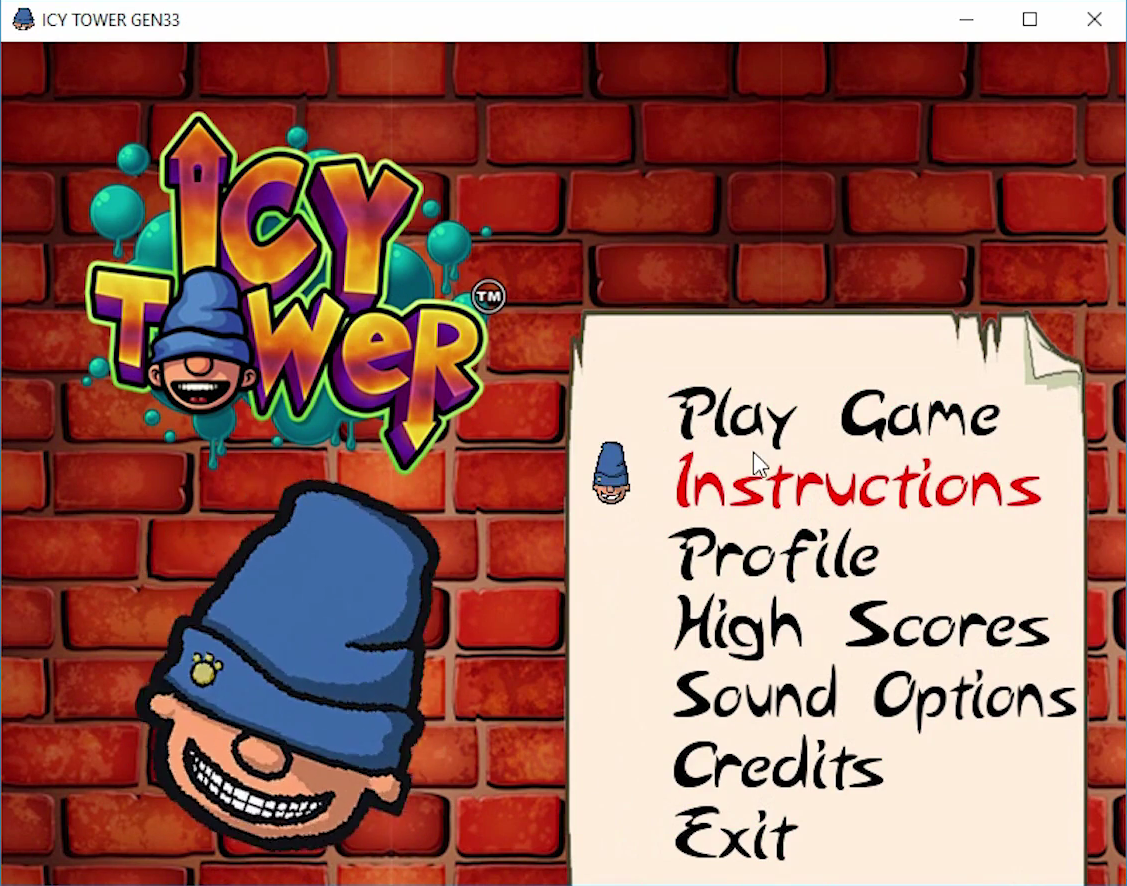 ICY TOWER GEN33
ICY
TOWER
TM
Play Game
Instructions
Profile
High Scores
Sound Options
Credits
Exit